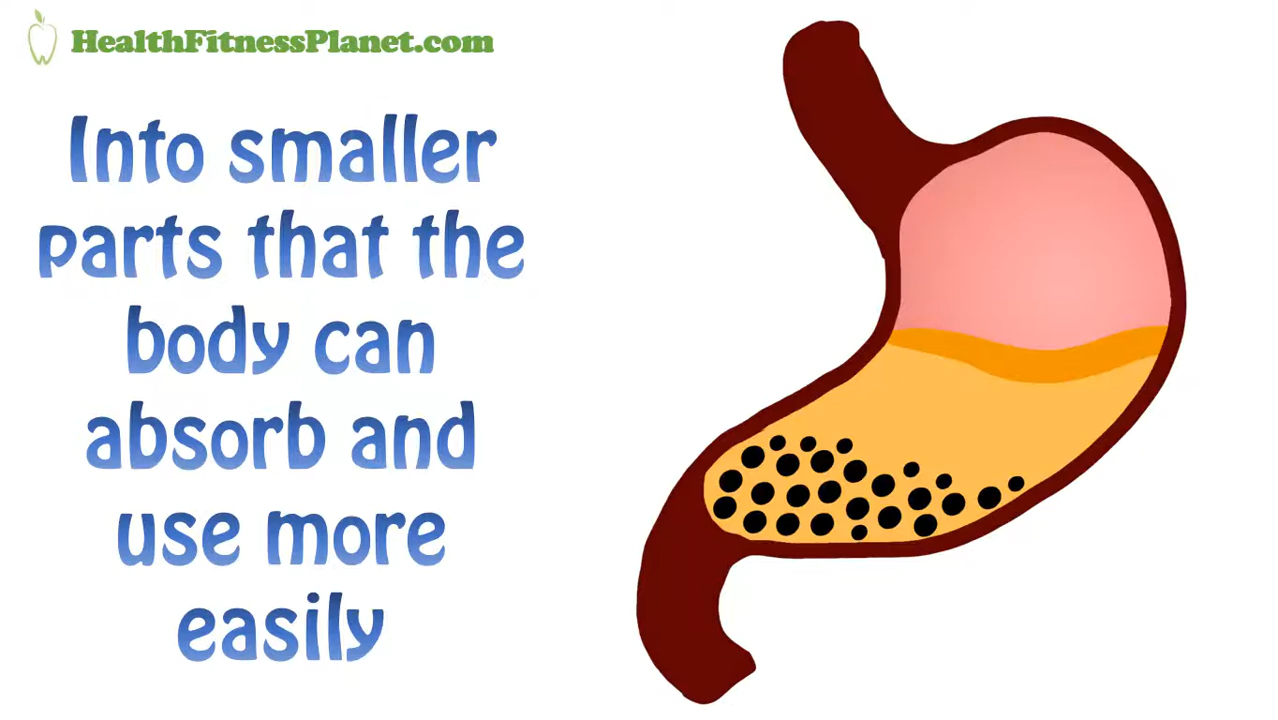 HealthFitnessPlanet.com
Into smaller
parts that the
body can
absorb and
use more
easily